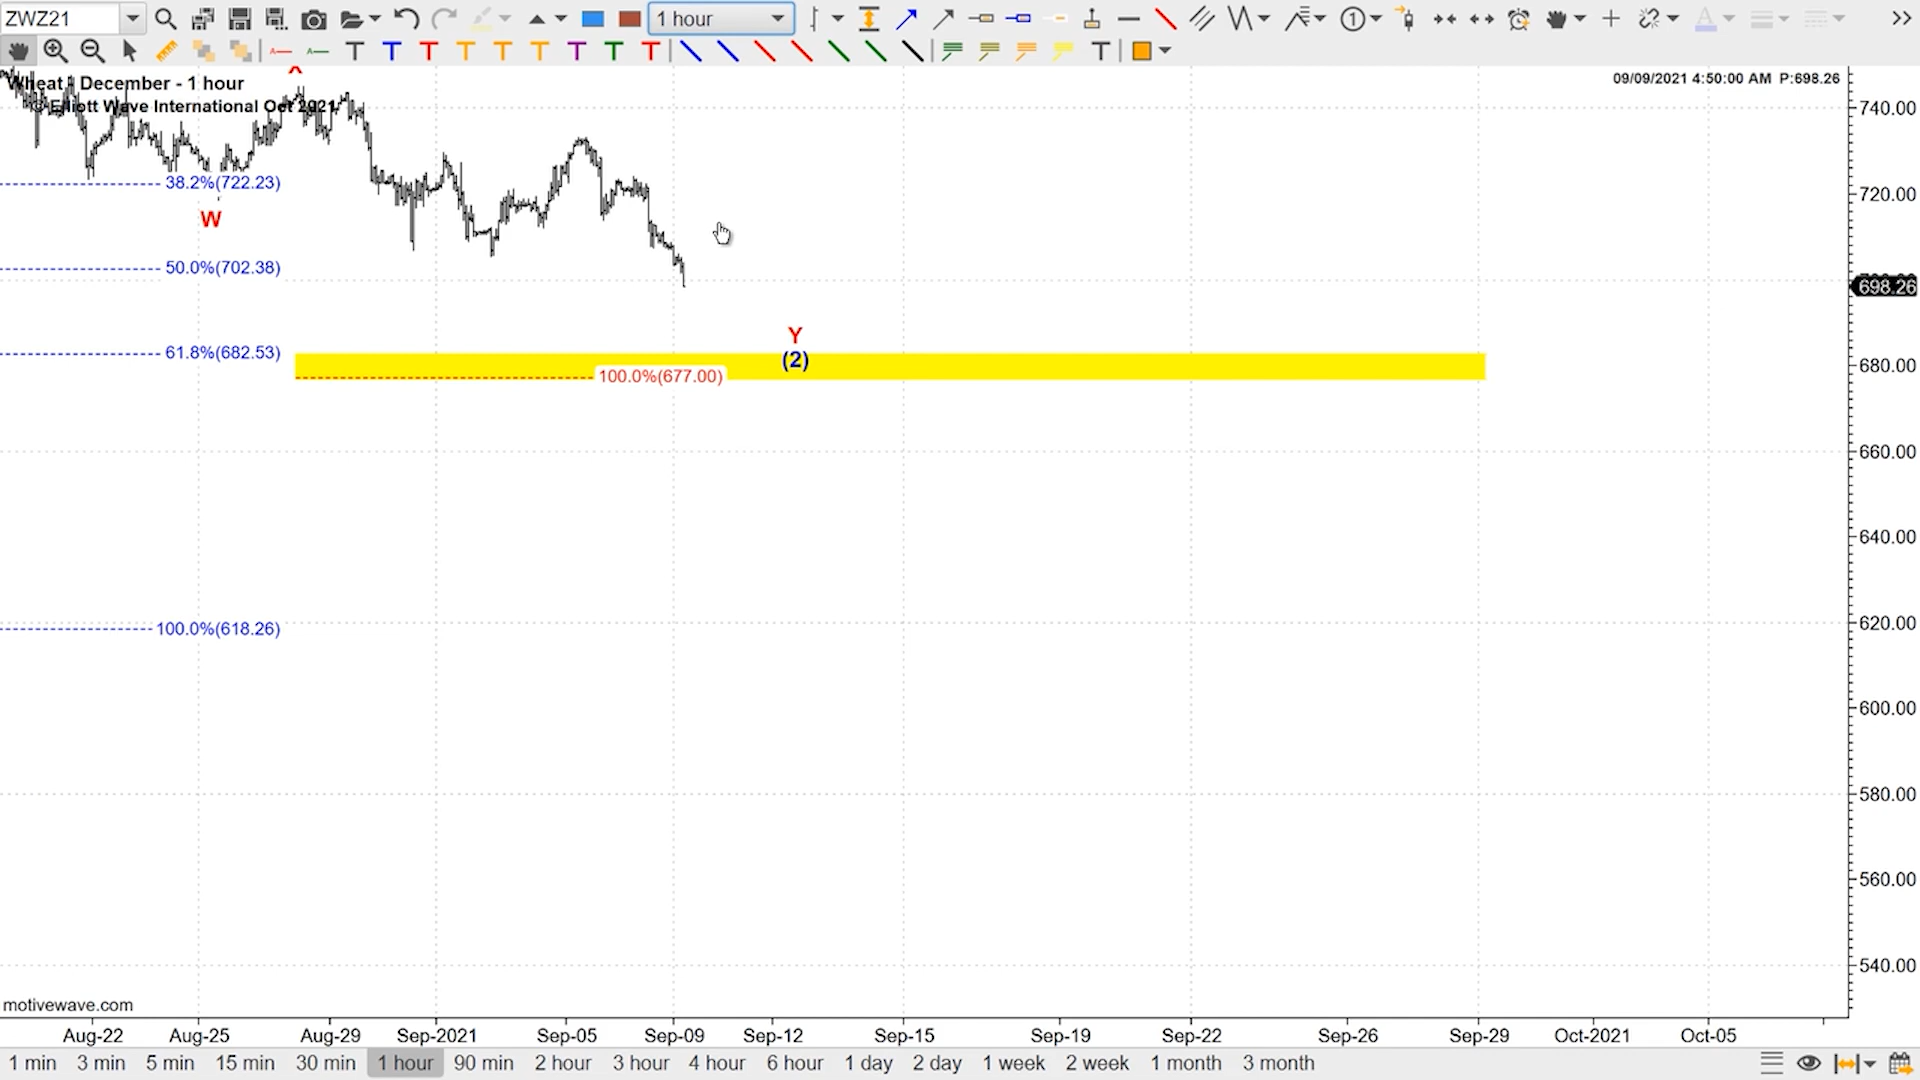 ZWZ21
1 hour
Wheat December - 1 hour
© Elliott Wave International Oct 2021
09/09/2021 4:50:00 AM P:698.26
X
740.00
38.2%(722.23)
720.00
W
50.0%(702.38)
698.26
Y
61.8%(682.53)
(2)
680.00
100.0%(677.00)
660.00
640.00
100.0%(618.26)
620.00
600.00
580.00
560.00
540.00
motivewave.com
Aug-22 Aug-25 Aug-29 Sep-2021 Sep-05 Sep-09 Sep-12 Sep-15 Sep-19 Sep-22 Sep-26 Sep-29 Oct-2021 Oct-05
1 min 3 min 5 min 15 min 30 min 1 hour 90 min 2 hour 3 hour 4 hour 6 hour 1 day 2 day 1 week 2 week 1 month 3 month